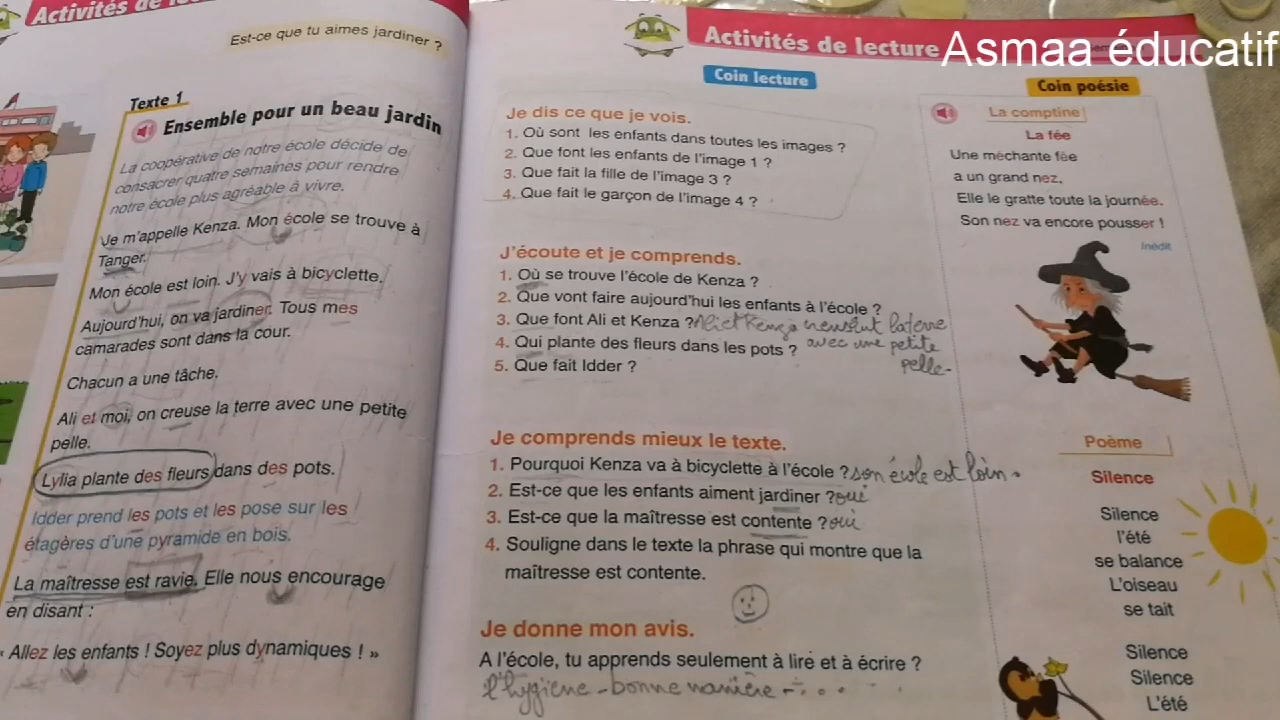 Activités de
Est-ce que tu aimes jardiner ?
Texte 1
Ensemble pour un beau jardin
La coopérative de notre école décide de
consacrer quatre semaines pour rendre
notre école plus agréable à vivre.
Je m'appelle Kenza. Mon école se trouve à
Tanger.
Mon école est loin. J'y vais à bicyclette.
Aujourd'hui, on va jardiner. Tous mes
camarades sont dans la cour.
Chacun a une tâche.
Ali et moi, on creuse la terre avec une petite
pelle.
Lylia plante des fleurs dans des pots.
Idder prend les pots et les pose sur les
étagères d'une pyramide en bois.
La maîtresse est ravie. Elle nous encourage
en disant :
« Allez les enfants ! Soyez plus dynamiques ! »
Activités de lecture
Asmaa éducatif
Coin lecture
Je dis ce que je vois.
1. Où sont les enfants dans toutes les images ?
2. Que font les enfants de l'image 1 ?
3. Que fait la fille de l'image 3 ?
4. Que fait le garçon de l'image 4 ?
J'écoute et je comprends.
1. Où se trouve l'école de Kenza ?
2. Que vont faire aujourd'hui les enfants à l'école ?
3. Que font Ali et Kenza ? Ali et Kenza creusent la terre
4. Qui plante des fleurs dans les pots ? avec une petite
pelle.
5. Que fait Idder ?
Je comprends mieux le texte.
1. Pourquoi Kenza va à bicyclette à l'école ? son école est loin.
2. Est-ce que les enfants aiment jardiner ? oui
3. Est-ce que la maîtresse est contente ? oui
4. Souligne dans le texte la phrase qui montre que la
maîtresse est contente.
Je donne mon avis.
A l'école, tu apprends seulement à lire et à écrire ?
l'hygiène - bonne manière - . . .
Coin poésie
La comptine
La fée
Une méchante fée
a un grand nez,
Elle le gratte toute la journée.
Son nez va encore pousser !
Inédit
Poème
Silence
Silence
l'été
se balance
L'oiseau
se tait
Silence
Silence
L'été